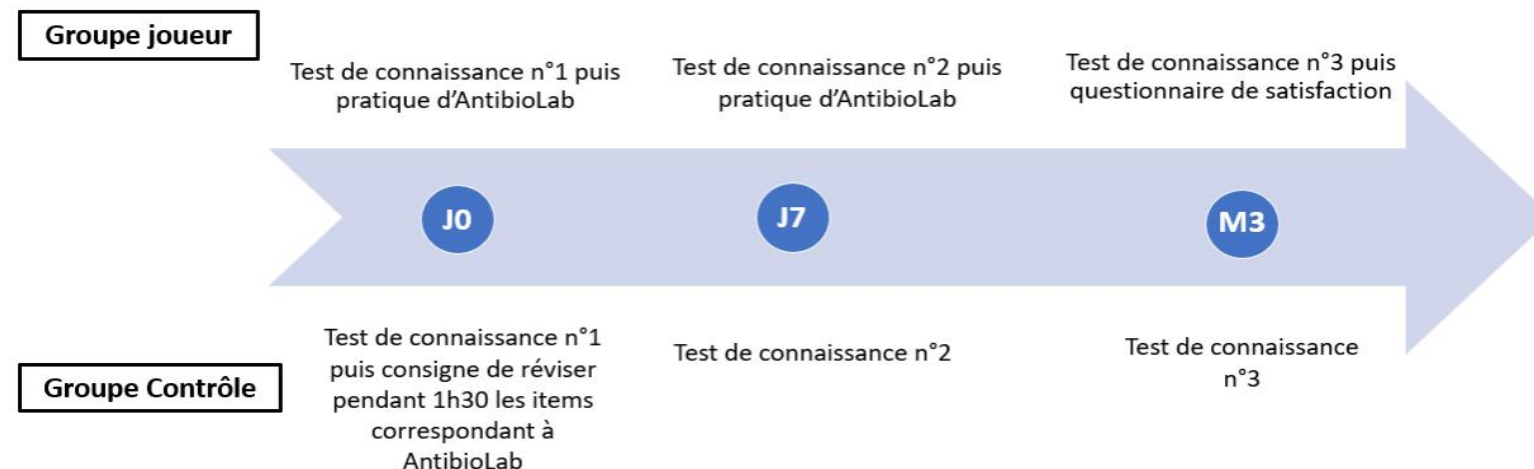 Groupe joueur
Test de connaissance n°1 puis
pratique d'AntibioLab
Test de connaissance n°2 puis
pratique d'AntibioLab
Test de connaissance n°3 puis
questionnaire de satisfaction
J0
J7
M3
Groupe Contrôle
Test de connaissance n°1
puis consigne de réviser
pendant 1h30 les items
correspondant à
AntibioLab
Test de connaissance n°2
Test de connaissance
n°3